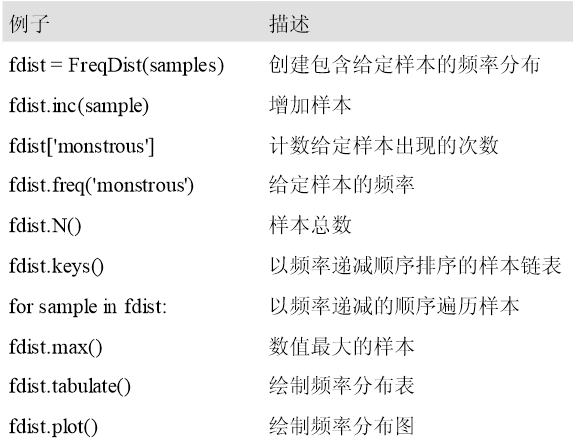 例子 描述
fdist = FreqDist(samples) 创建包含给定样本的频率分布
fdist.inc(sample) 增加样本
fdist['monstrous'] 计数给定样本出现的次数
fdist.freq('monstrous') 给定样本的频率
fdist.N() 样本总数
fdist.keys() 以频率递减顺序排序的样本链表
for sample in fdist: 以频率递减的顺序遍历样本
fdist.max() 数值最大的样本
fdist.tabulate() 绘制频率分布表
fdist.plot() 绘制频率分布图